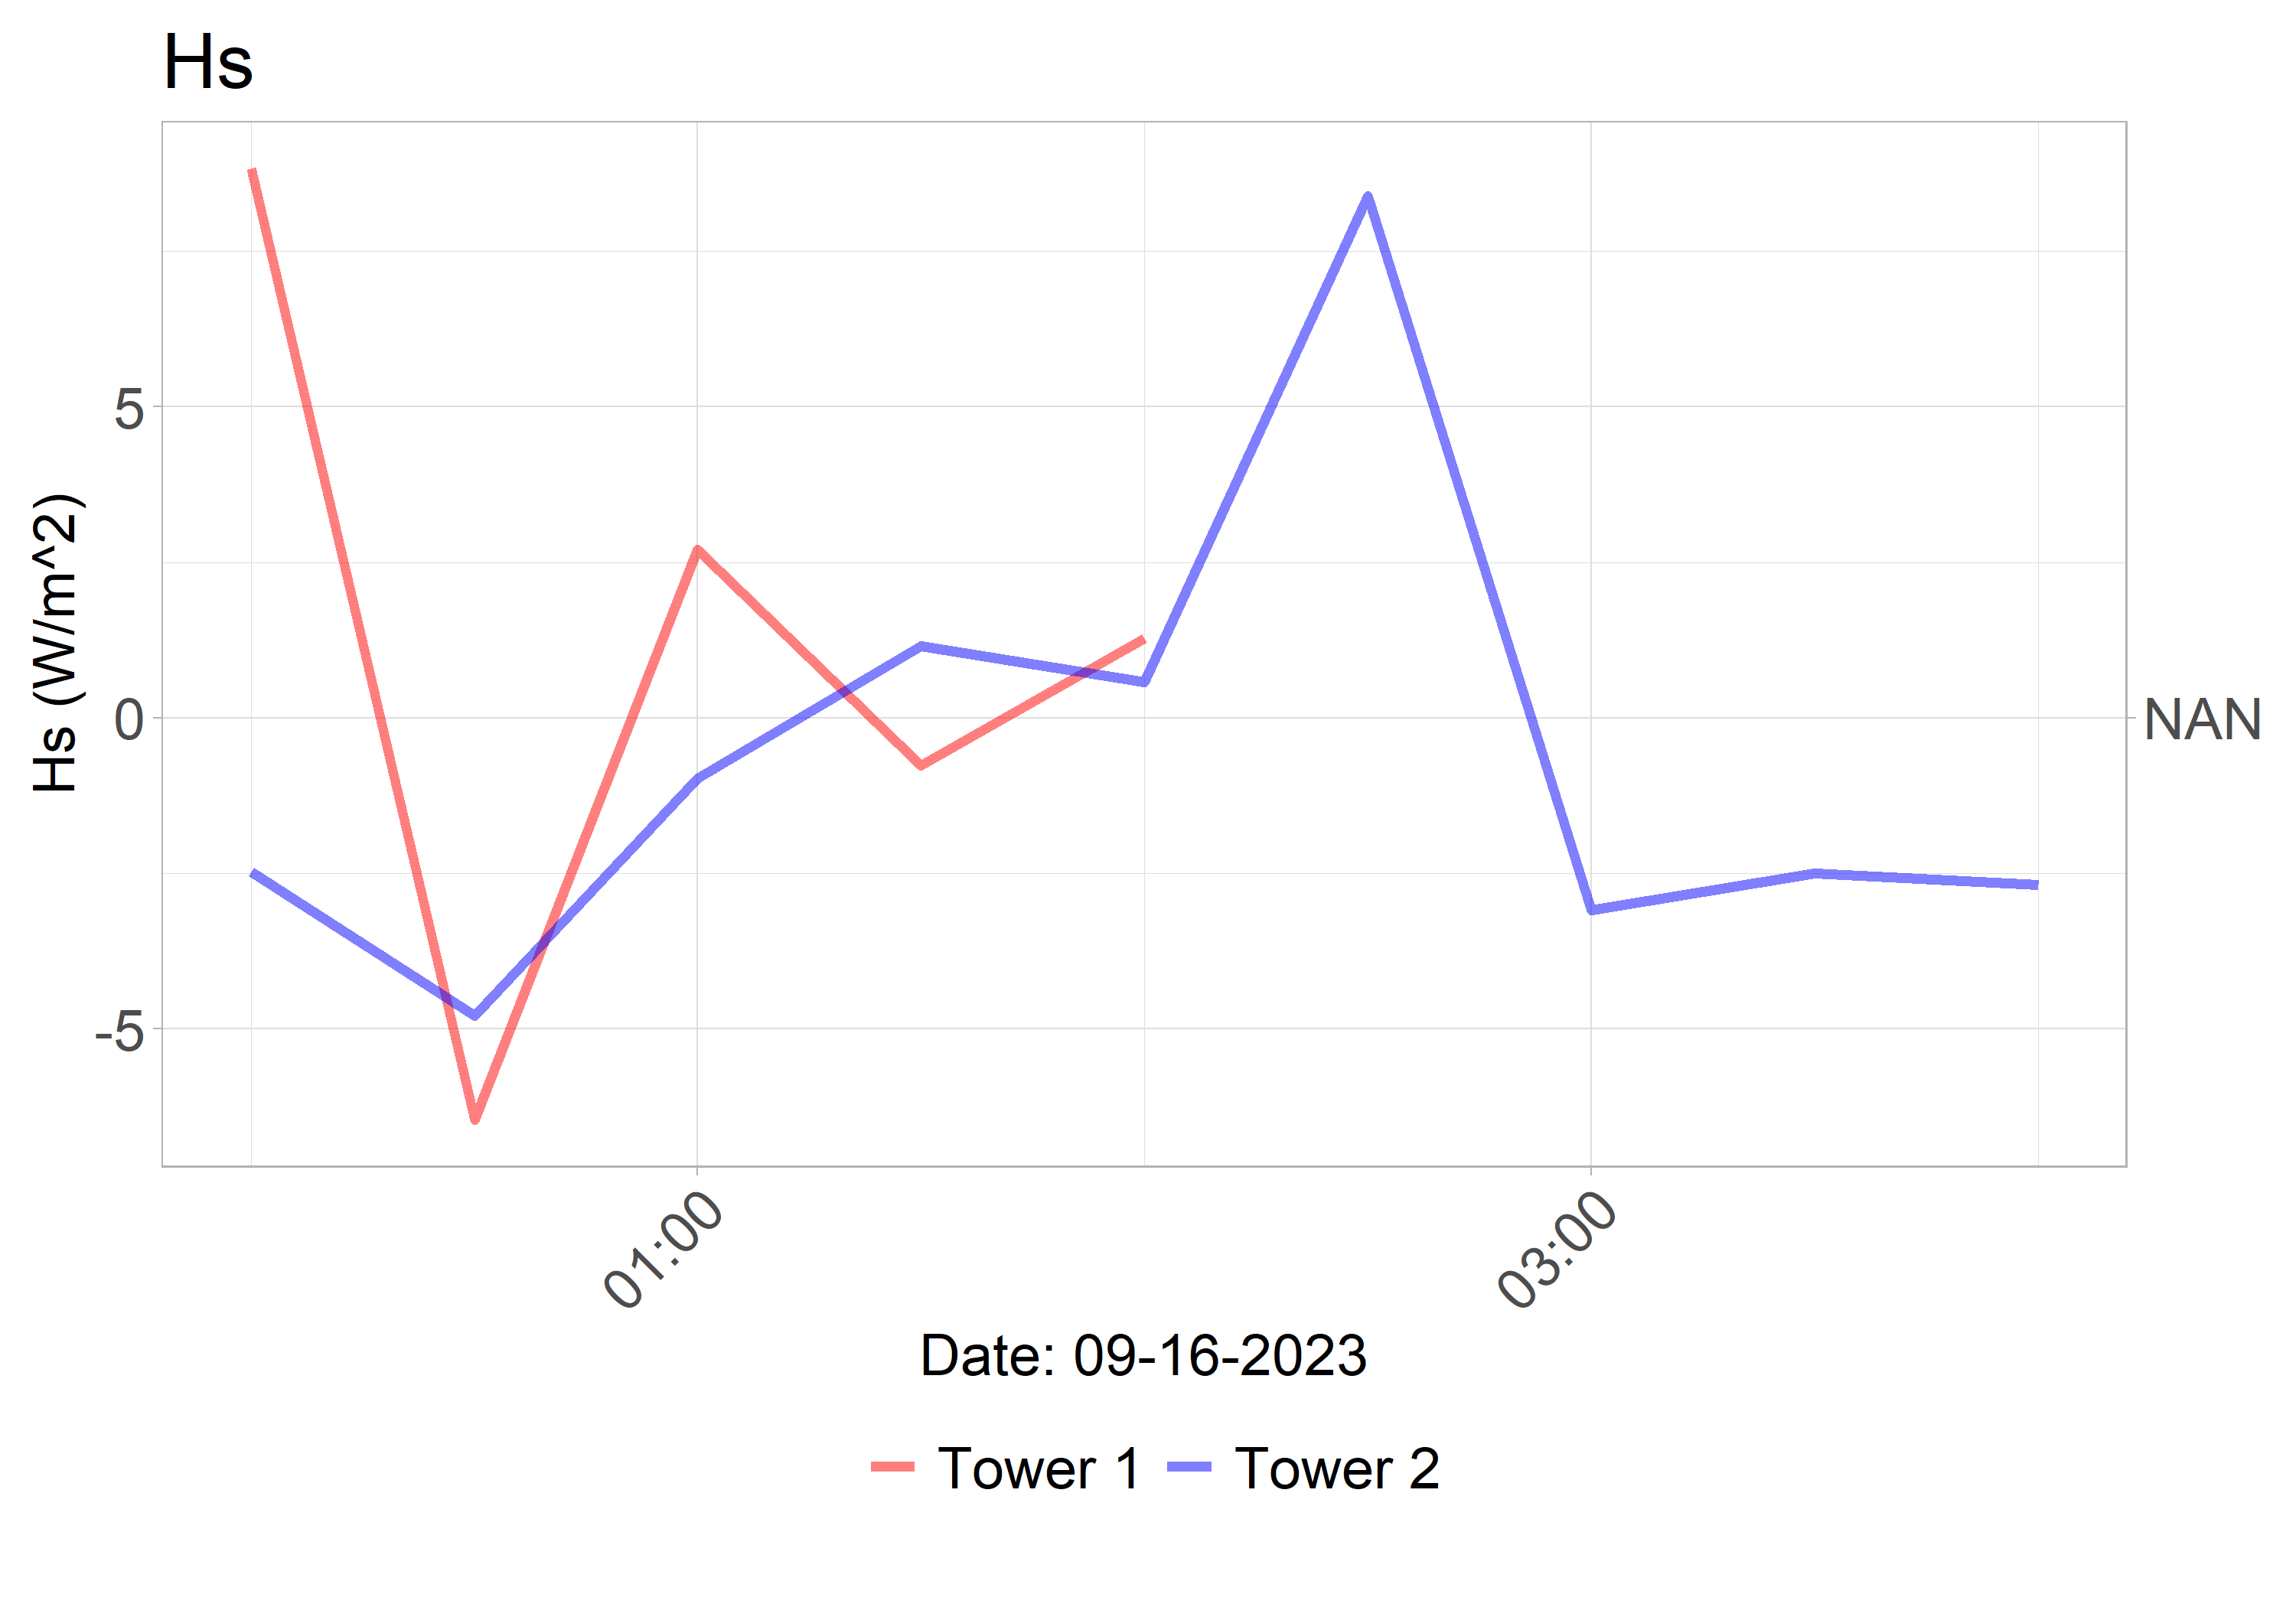 Hs
Hs (W/m^2)
5
0
-5
NAN
01:00
03:00
Date: 09-16-2023
Tower 1
Tower 2